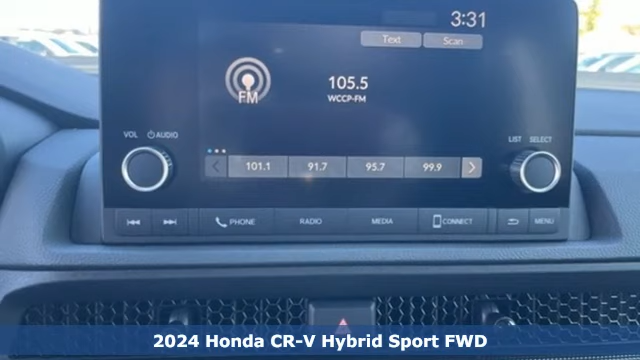 3:31
Text Scan
105.5
FM
WCCP-FM
VOL AUDIO
LIST SELECT
101.1 91.7 95.7 99.9
PHONE RADIO MEDIA CONNECT MENU
2024 Honda CR-V Hybrid Sport FWD